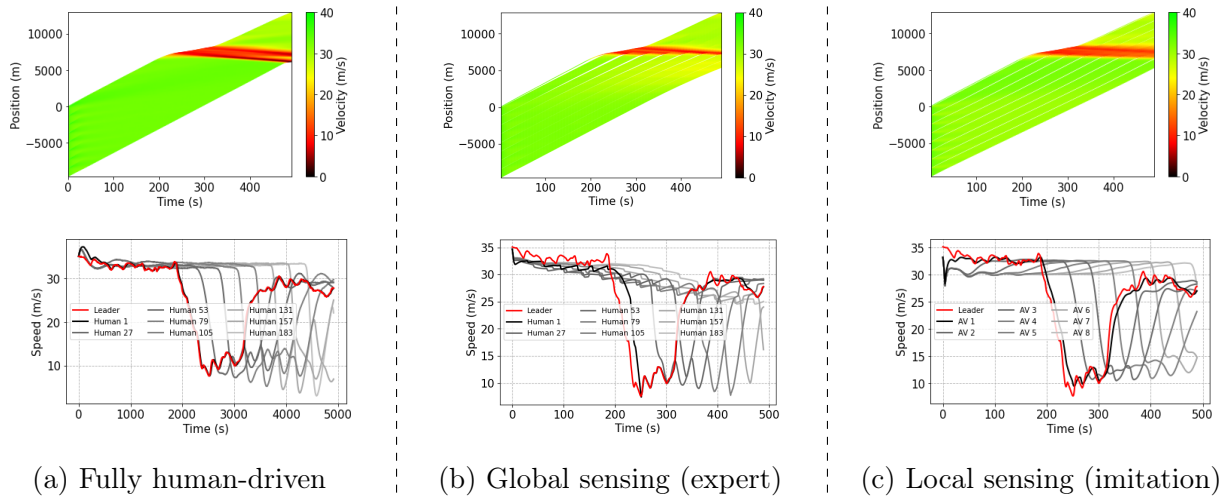 40
30
20
10
0
Velocity (m/s)
10000
5000
0
−5000
Position (m)
0 100 200 300 400
Time (s)
30
20
10
Speed (m/s)
Leader
Human 1
Human 27
Human 53
Human 79
Human 105
Human 131
Human 157
Human 183
0 1000 2000 3000 4000 5000
Time (s)
(a) Fully human-driven
40
30
20
10
0
Velocity (m/s)
10000
5000
0
−5000
Position (m)
0 100 200 300 400
Time (s)
35
30
25
20
15
10
Speed (m/s)
Leader
Human 1
Human 27
Human 53
Human 79
Human 105
Human 131
Human 157
Human 183
0 100 200 300 400 500
Time (s)
(b) Global sensing (expert)
40
30
20
10
0
Velocity (m/s)
10000
5000
0
−5000
Position (m)
0 100 200 300 400
Time (s)
35
30
25
20
15
10
Speed (m/s)
Leader
AV 1
AV 2
AV 3
AV 4
AV 5
AV 6
AV 7
AV 8
0 100 200 300 400 500
Time (s)
(c) Local sensing (imitation)